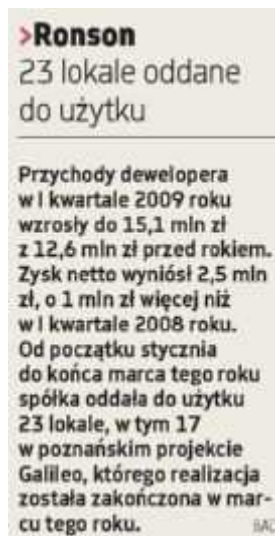 >Ronson
23 lokale oddane
do użytku
Przychody dewelopera
w I kwartale 2009 roku
wzrosły do 15,1 mln zł
z 12,6 mln zł przed rokiem.
Zysk netto wyniósł 2,5 mln
zł, o 1 mln zł więcej niż
w I kwartale 2008 roku.
Od początku stycznia
do końca marca tego roku
spółka oddała do użytku
23 lokale, w tym 17
w poznańskim projekcie
Galileo, którego realizacja
została zakończona w mar-
cu tego roku.